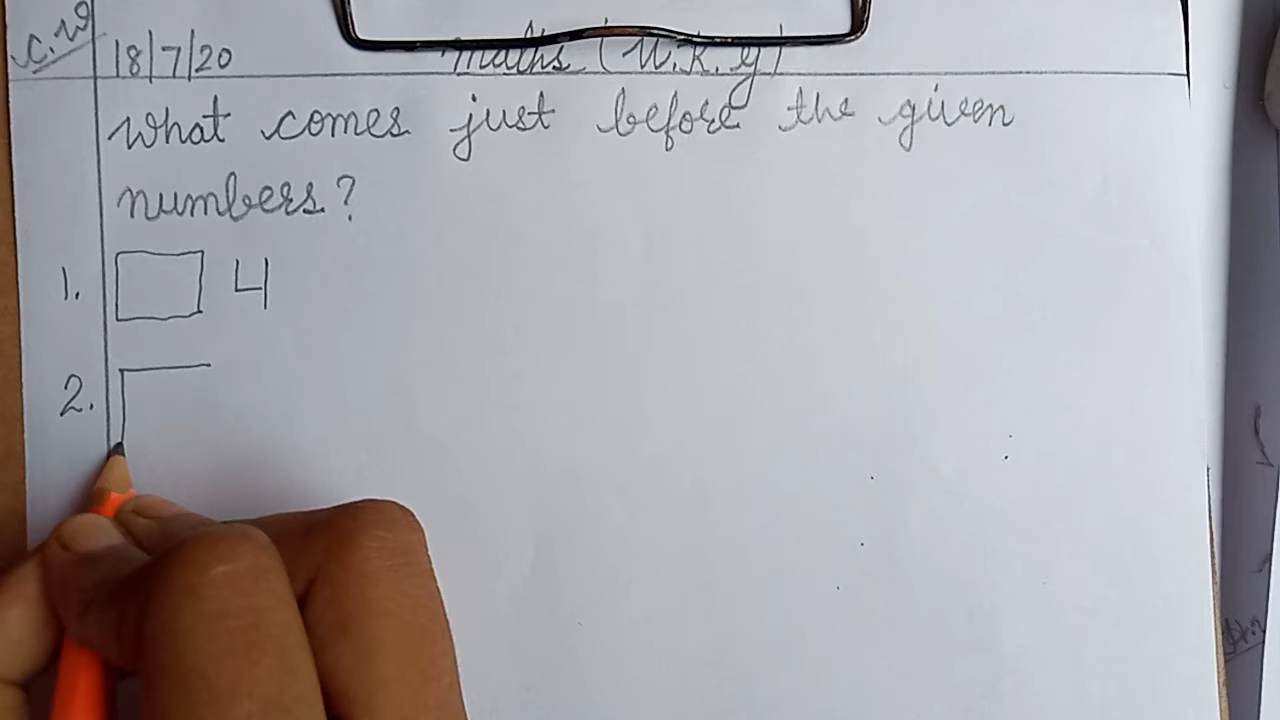 C.W
18/7/20 Maths (U.K.G)
What comes just before the given
numbers?
1. 4
2.